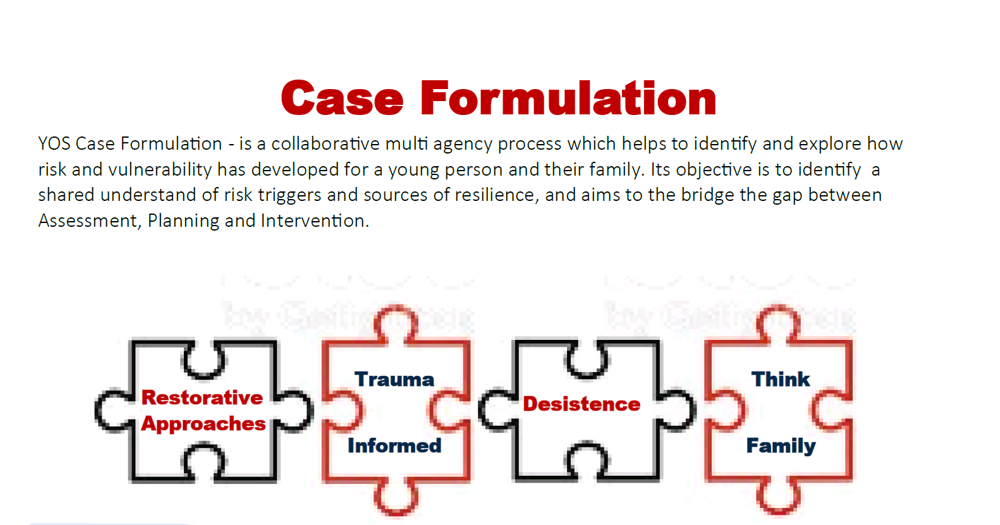 Case Formulation
YOS Case Formulation - is a collaborative multi agency process which helps to identify and explore how
risk and vulnerability has developed for a young person and their family. Its objective is to identify  a
shared understand of risk triggers and sources of resilience, and aims to the bridge the gap between
Assessment, Planning and Intervention.
Restorative
Approaches
Trauma
Informed
Desistence
Think
Family